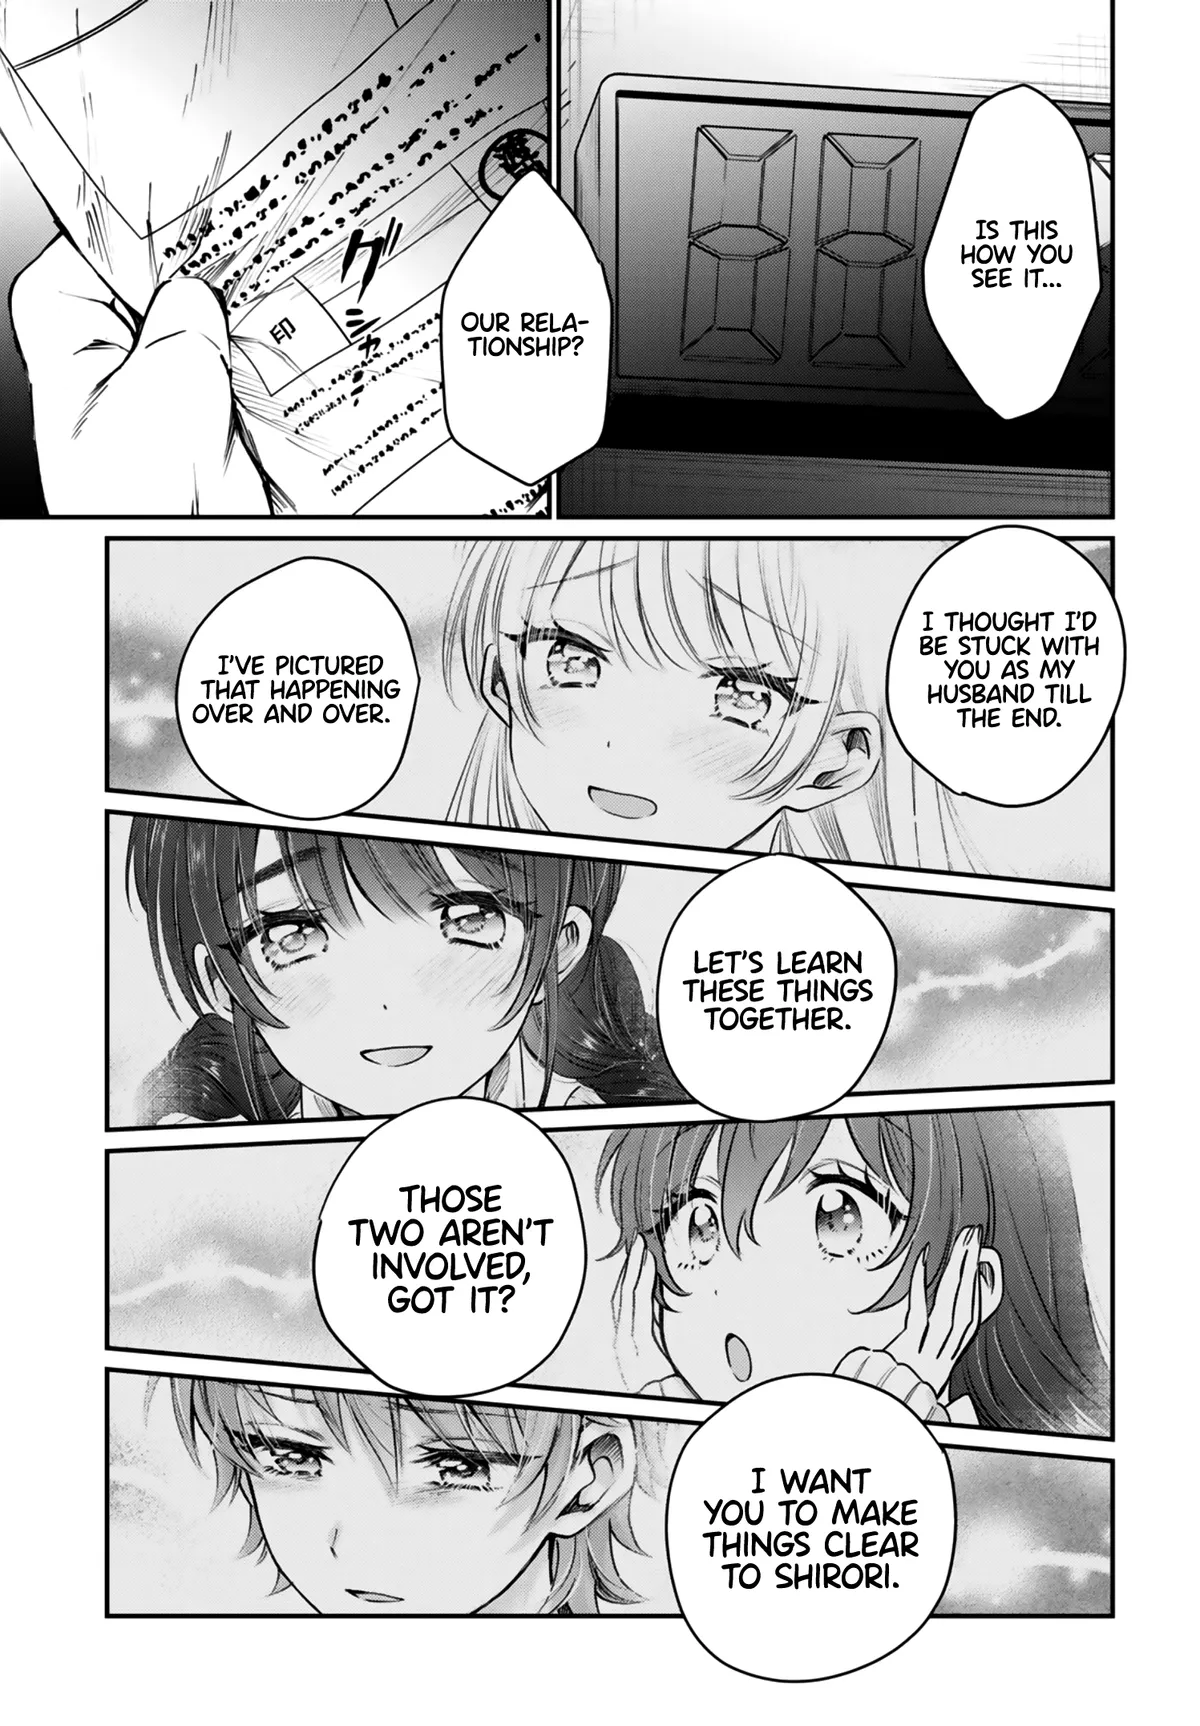 IS THIS
HOW YOU
SEE IT...
OUR RELA-
TIONSHIP?
グシャ
印
I THOUGHT I'D
BE STUCK WITH
YOU AS MY
HUSBAND TILL
THE END.
I'VE PICTURED
THAT HAPPENING
OVER AND OVER.
LET'S LEARN
THESE THINGS
TOGETHER.
THOSE
TWO AREN'T
INVOLVED,
GOT IT?
I WANT
YOU TO MAKE
THINGS CLEAR
TO SHIRORI.